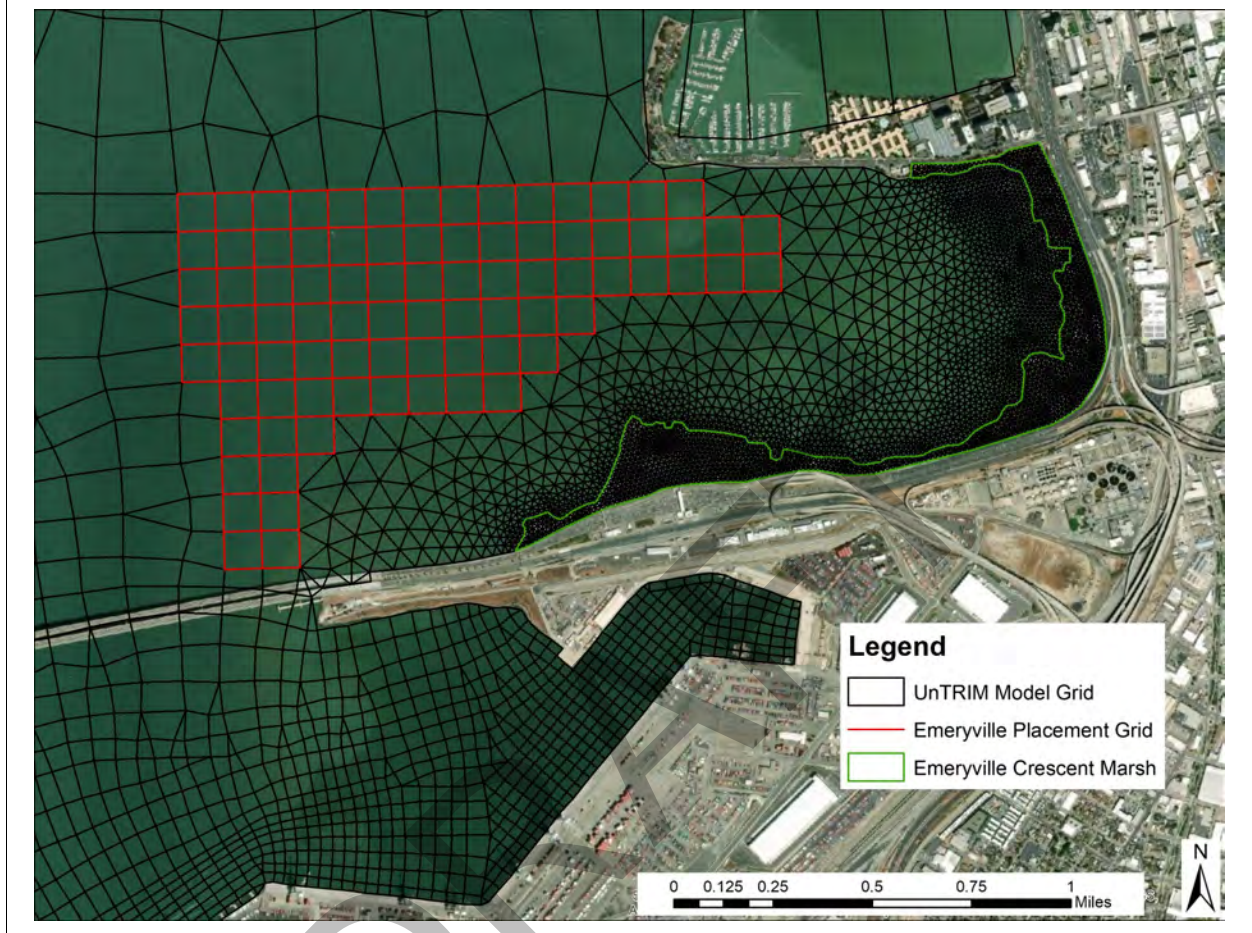 Legend
UnTRIM Model Grid
Emeryville Placement Grid
Emeryville Crescent Marsh
N
0 0.125 0.25 0.5 0.75 1
Miles